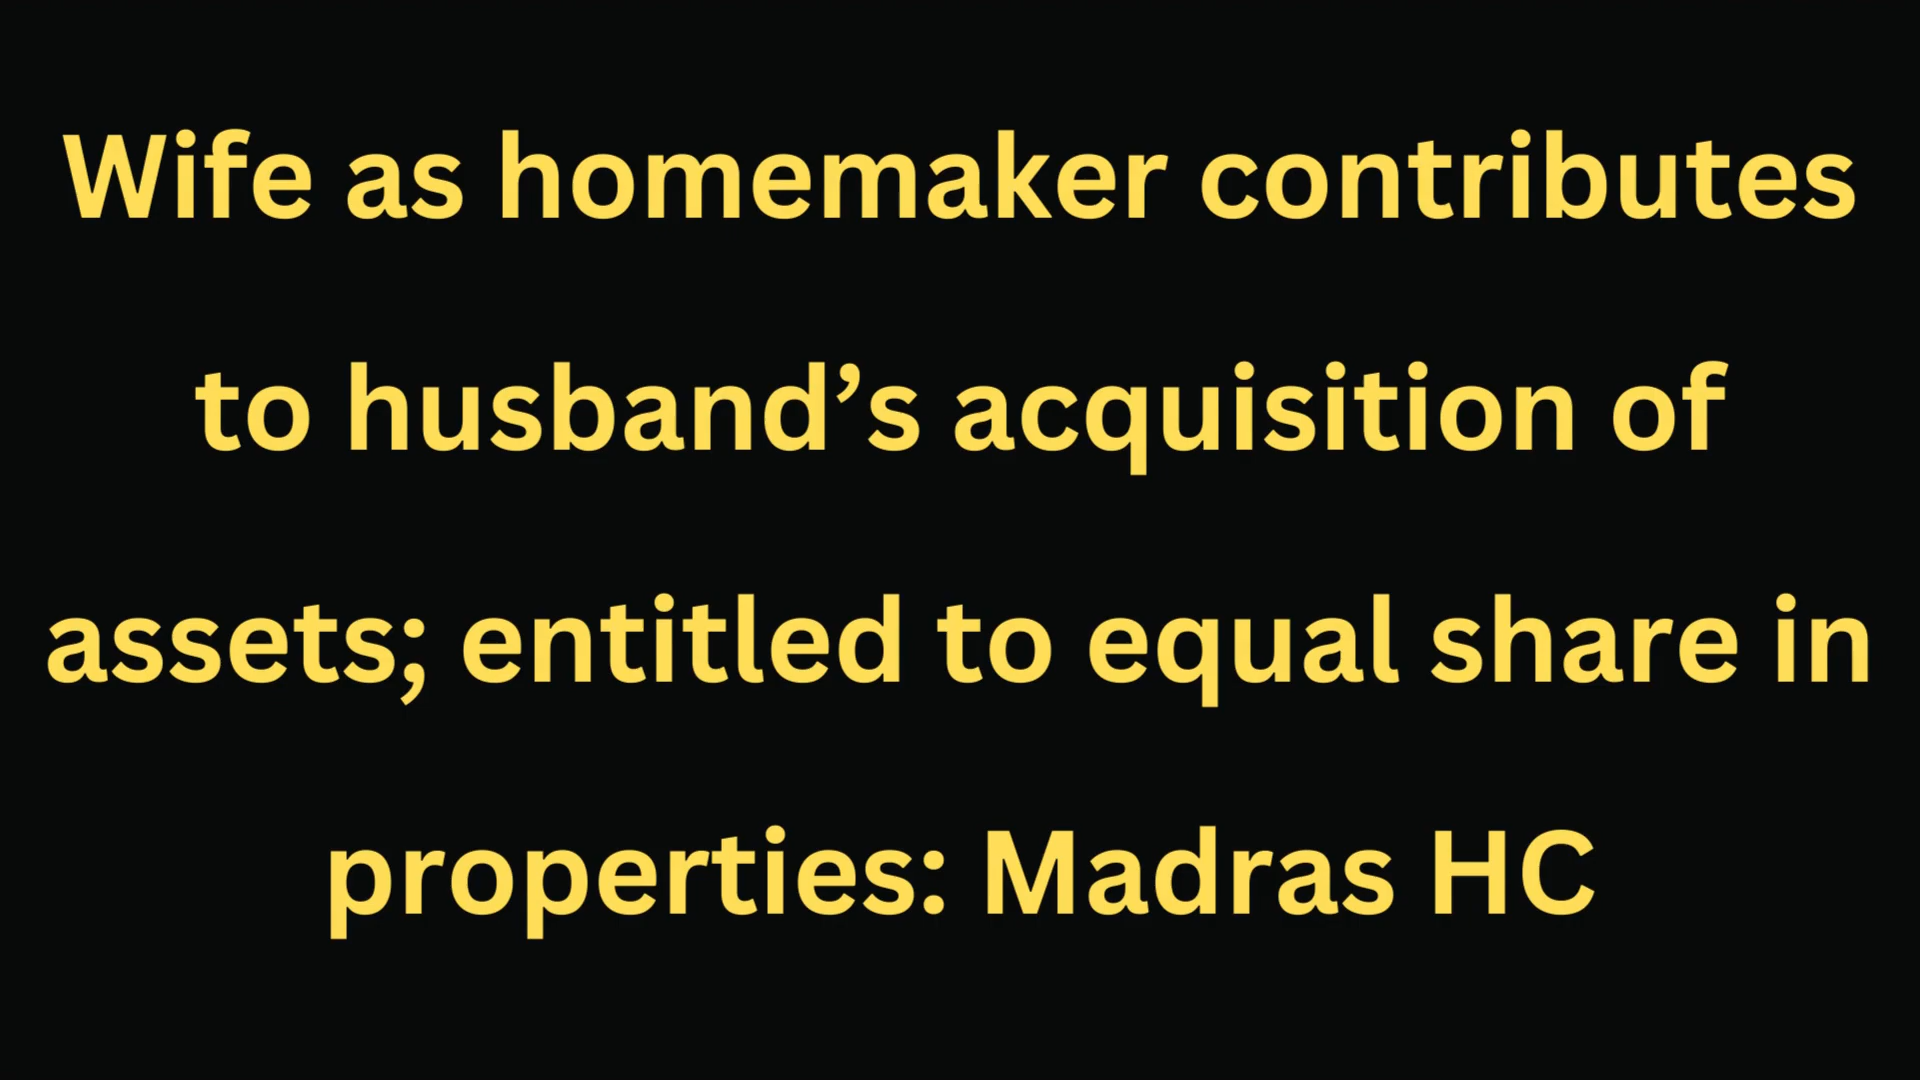 Wife as homemaker contributes
to husband’s acquisition of
assets; entitled to equal share in
properties: Madras HC